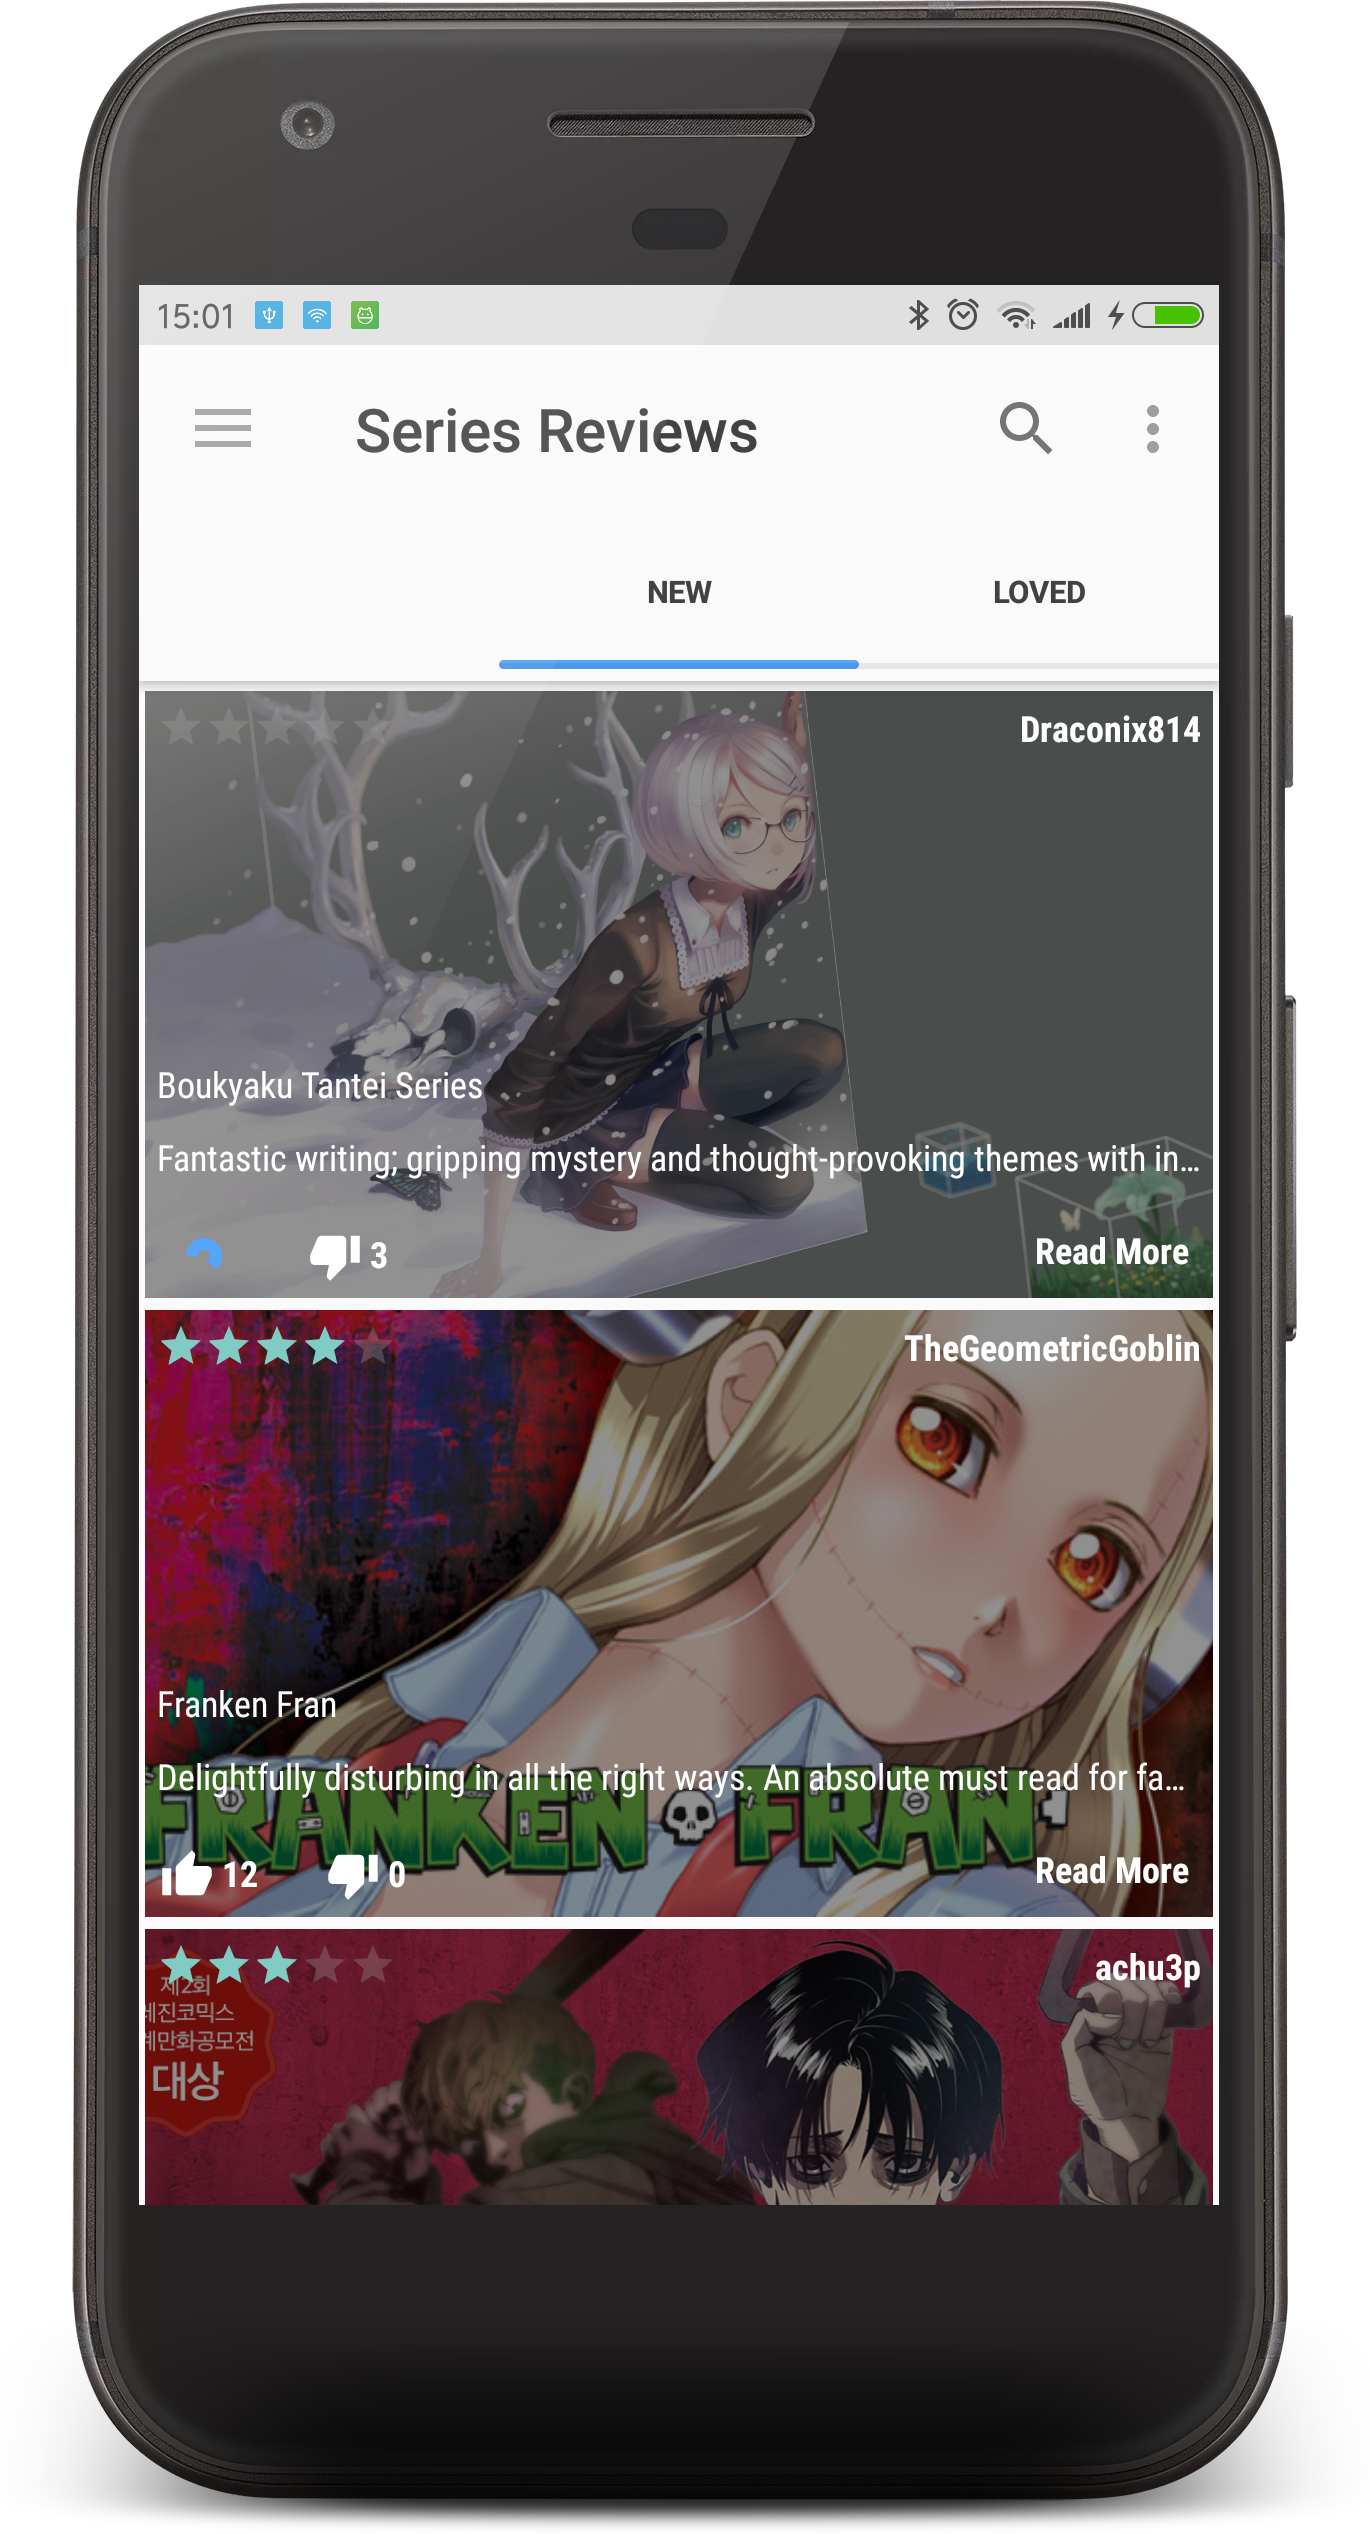 15:01
Series Reviews
NEW
LOVED
Draconix814
Boukyaku Tantei Series
Fantastic writing; gripping mystery and thought-provoking themes with in...
3
Read More
TheGeometricGoblin
Franken Fran
Delightfully disturbing in all the right ways. An absolute must read for fa...
FRANKEN FRAN
12
0
Read More
achu3p
제2회
레진코믹스
세계만화공모전
대상